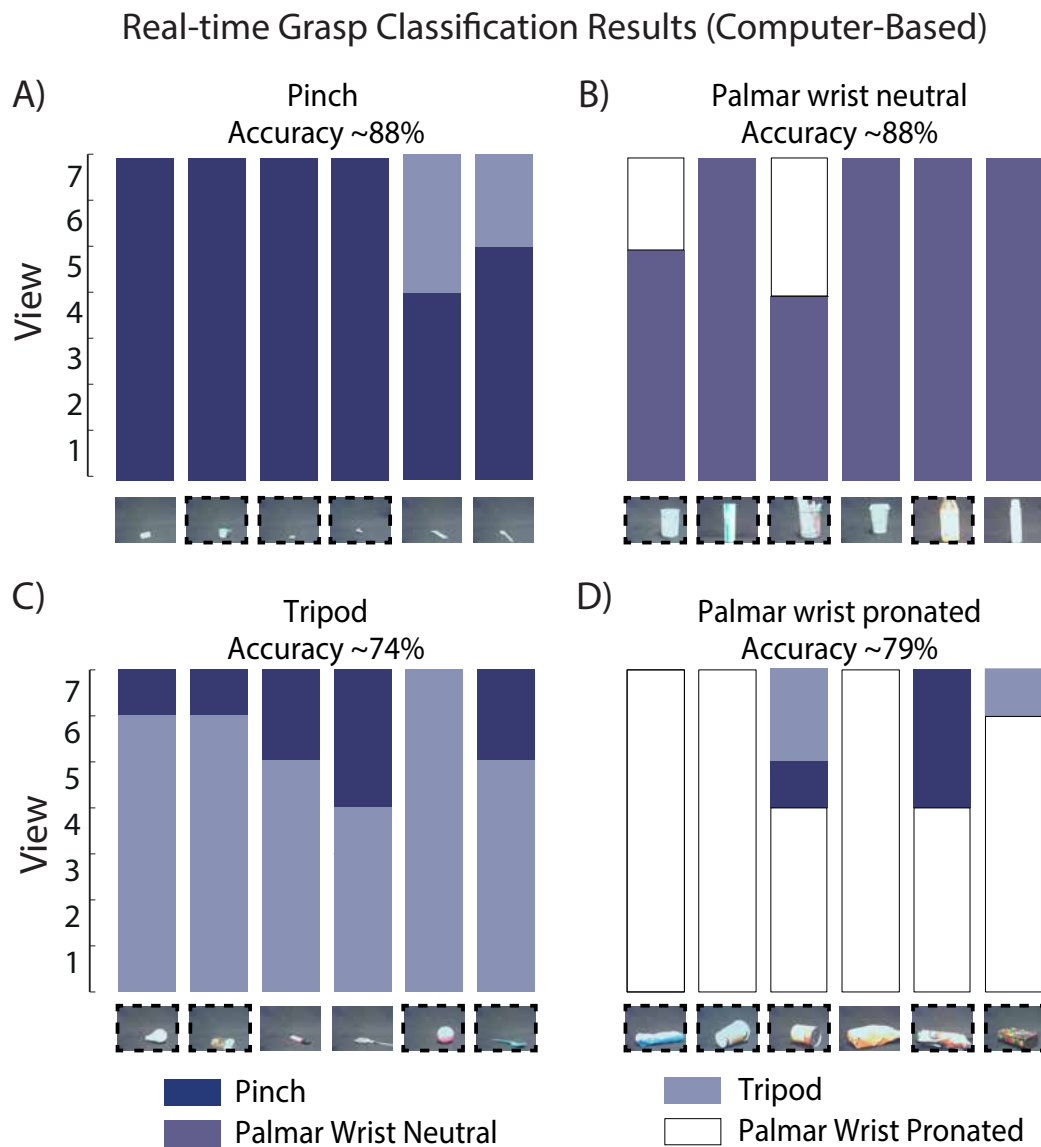 Real-time Grasp Classification Results (Computer-Based)
A)
Pinch
Accuracy ~88%
B)
Palmar wrist neutral
Accuracy ~88%
View
7
6
5
4
3
2
1
C)
Tripod
Accuracy ~74%
D)
Palmar wrist pronated
Accuracy ~79%
View
7
6
5
4
3
2
1
Pinch
Palmar Wrist Neutral
Tripod
Palmar Wrist Pronated